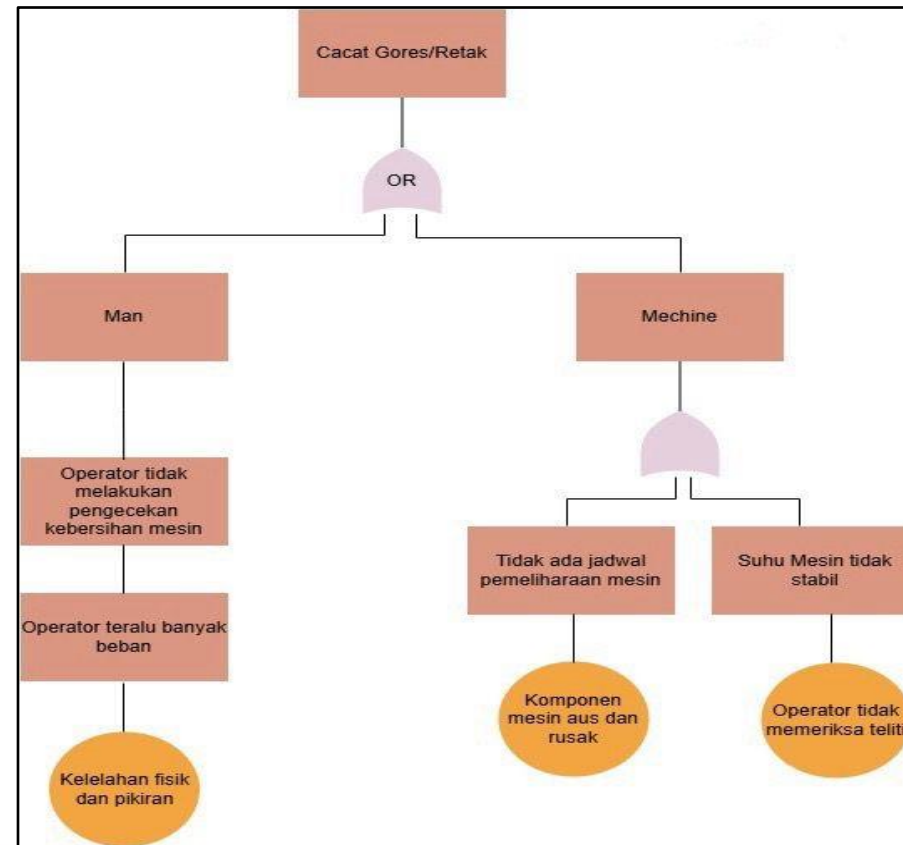 Cacat Gores/Retak
OR
Man
Mechine
Operator tidak
melakukan
pengecekan
kebersihan mesin
Tidak ada jadwal
pemeliharaan mesin
Suhu Mesin tidak
stabil
Operator teralu banyak
beban
Komponen
mesin aus dan
rusak
Operator tidak
memeriksa teliti
Kelelahan fisik
dan pikiran